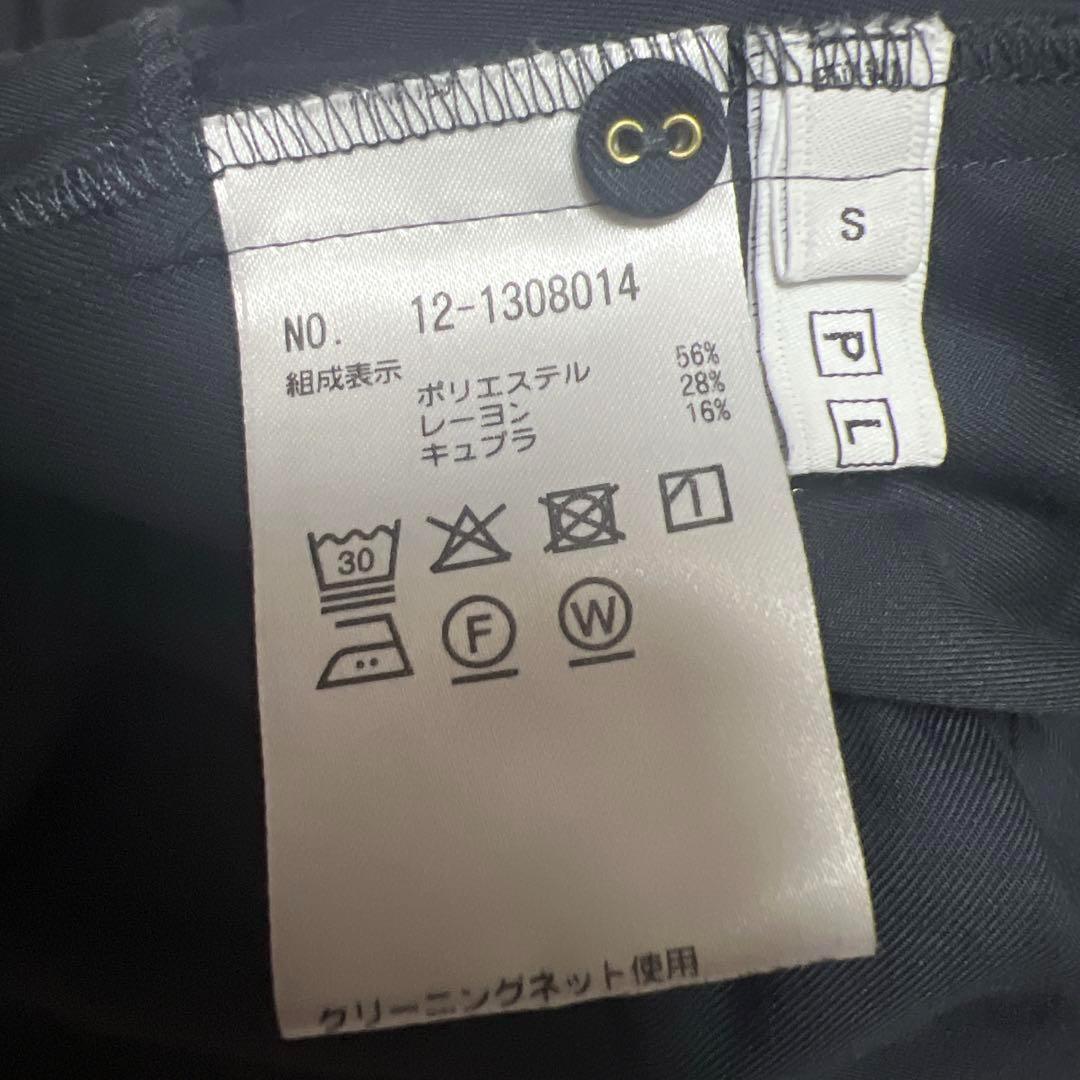 NO. 12-1308014
組成表示 ポリエステル 56%
レーヨン 28%
キュプラ 16%
30
F W
クリーニングネット使用
S
P
L